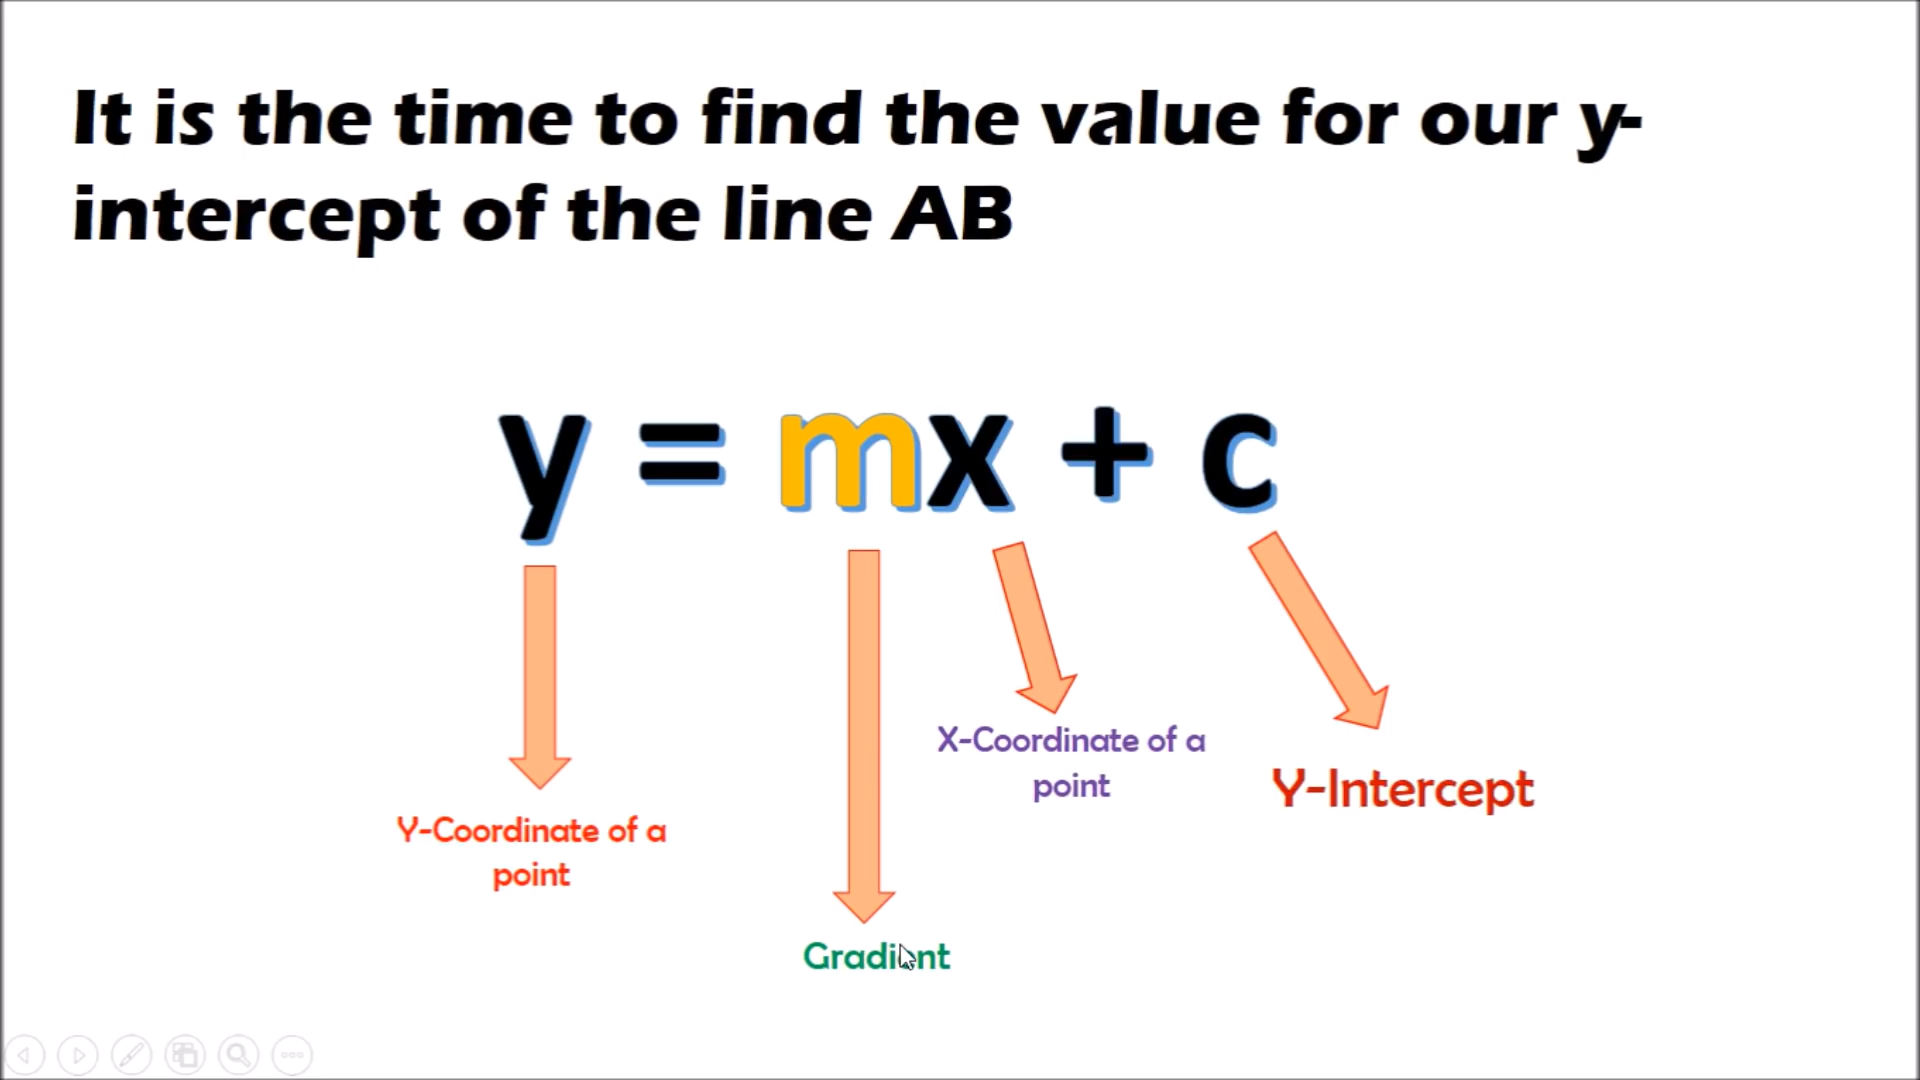 It is the time to find the value for our y-
intercept of the line AB
y = mx + c
X-Coordinate of a
point
Y-Intercept
Y-Coordinate of a
point
Gradient